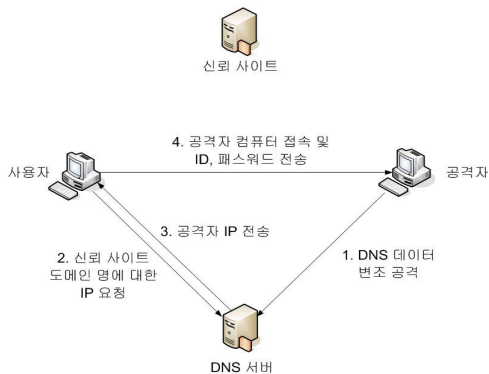 신뢰 사이트
4. 공격자 컴퓨터 접속 및
ID, 패스워드 전송
사용자
공격자
3. 공격자 IP 전송
1. DNS 데이터
변조 공격
2. 신뢰 사이트
도메인 명에 대한
IP 요청
DNS 서버